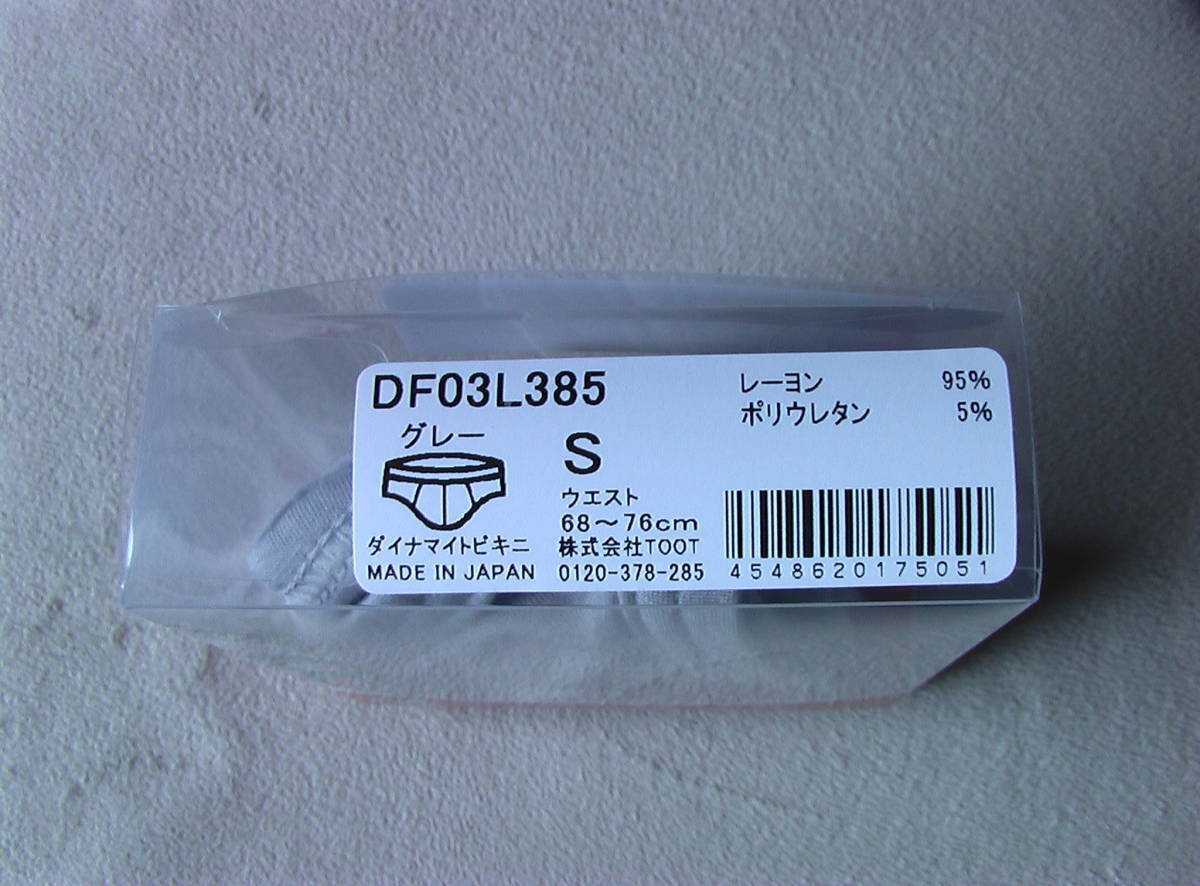 DF03L385
グレー
S
ウエスト
68～76cm
ダイナマイトビキニ
株式会社TOOT
MADE IN JAPAN
0120-378-285
レーヨン 95%
ポリウレタン 5%
4548620175051